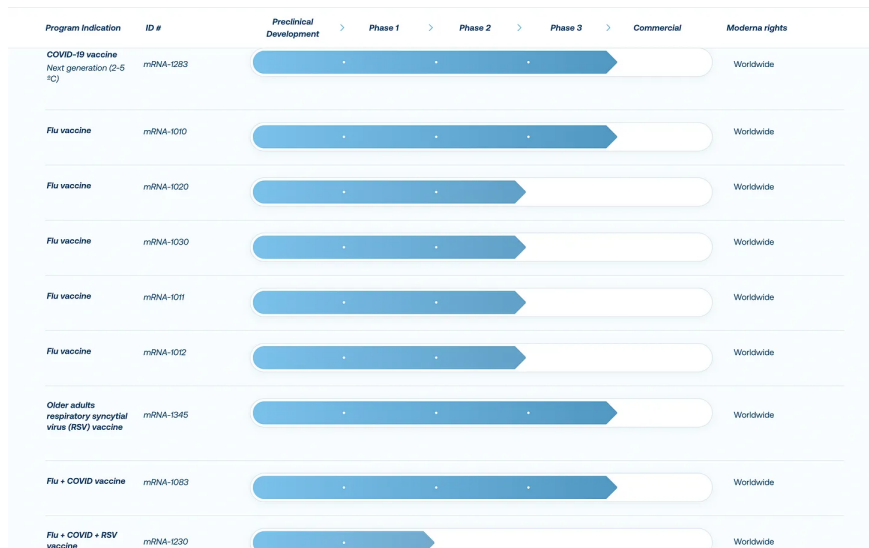 Program Indication ID # Preclinical Development > Phase 1 > Phase 2 > Phase 3 > Commercial Moderna rights
COVID-19 vaccine
Next generation (2-5
ºC)
mRNA-1283
Worldwide
Flu vaccine mRNA-1010 Worldwide
Flu vaccine mRNA-1020 Worldwide
Flu vaccine mRNA-1030 Worldwide
Flu vaccine mRNA-1011 Worldwide
Flu vaccine mRNA-1012 Worldwide
Older adults
respiratory syncytial
virus (RSV) vaccine
mRNA-1345
Worldwide
Flu + COVID vaccine mRNA-1083 Worldwide
Flu + COVID + RSV
vaccine
mRNA-1230
Worldwide